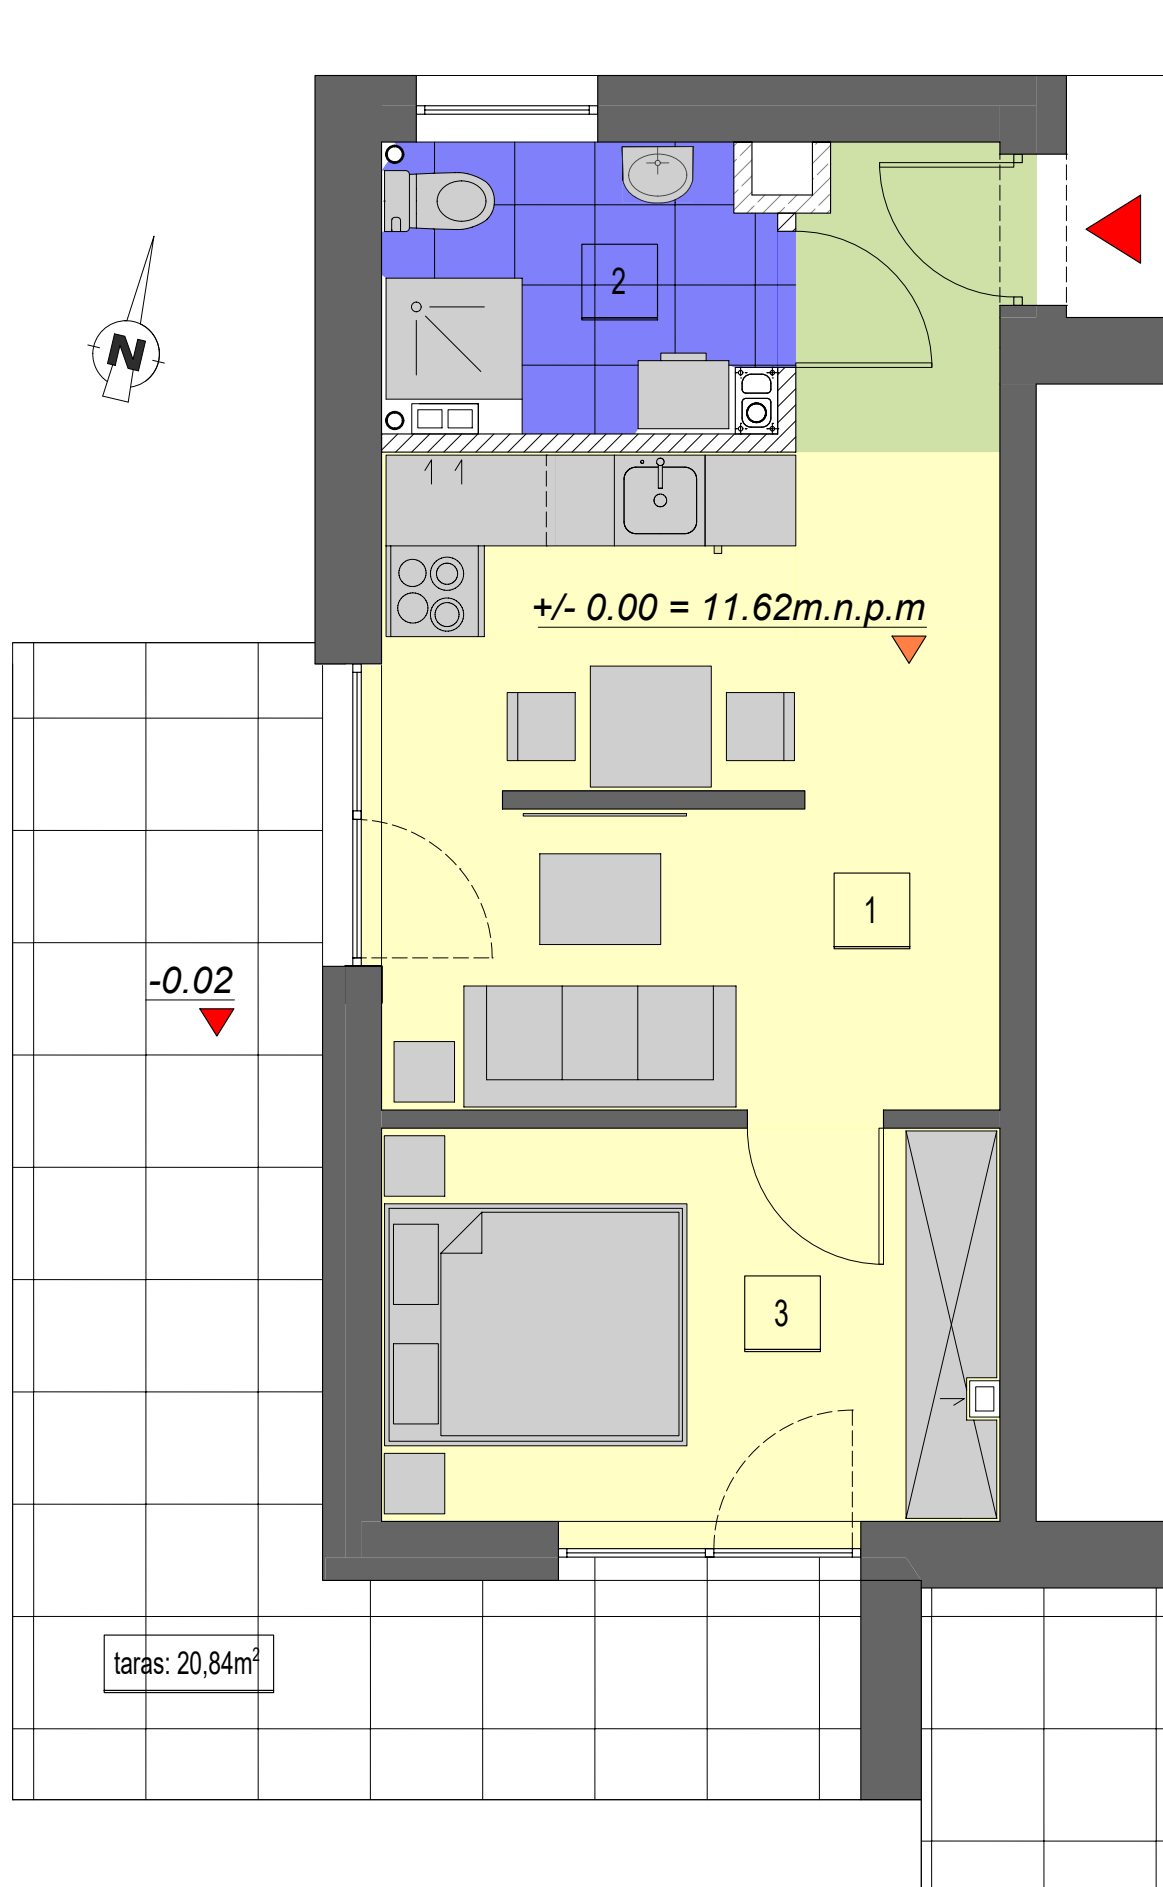 2
N
+/- 0.00 = 11.62m.n.p.m
1
-0.02
3
taras: 20,84m²